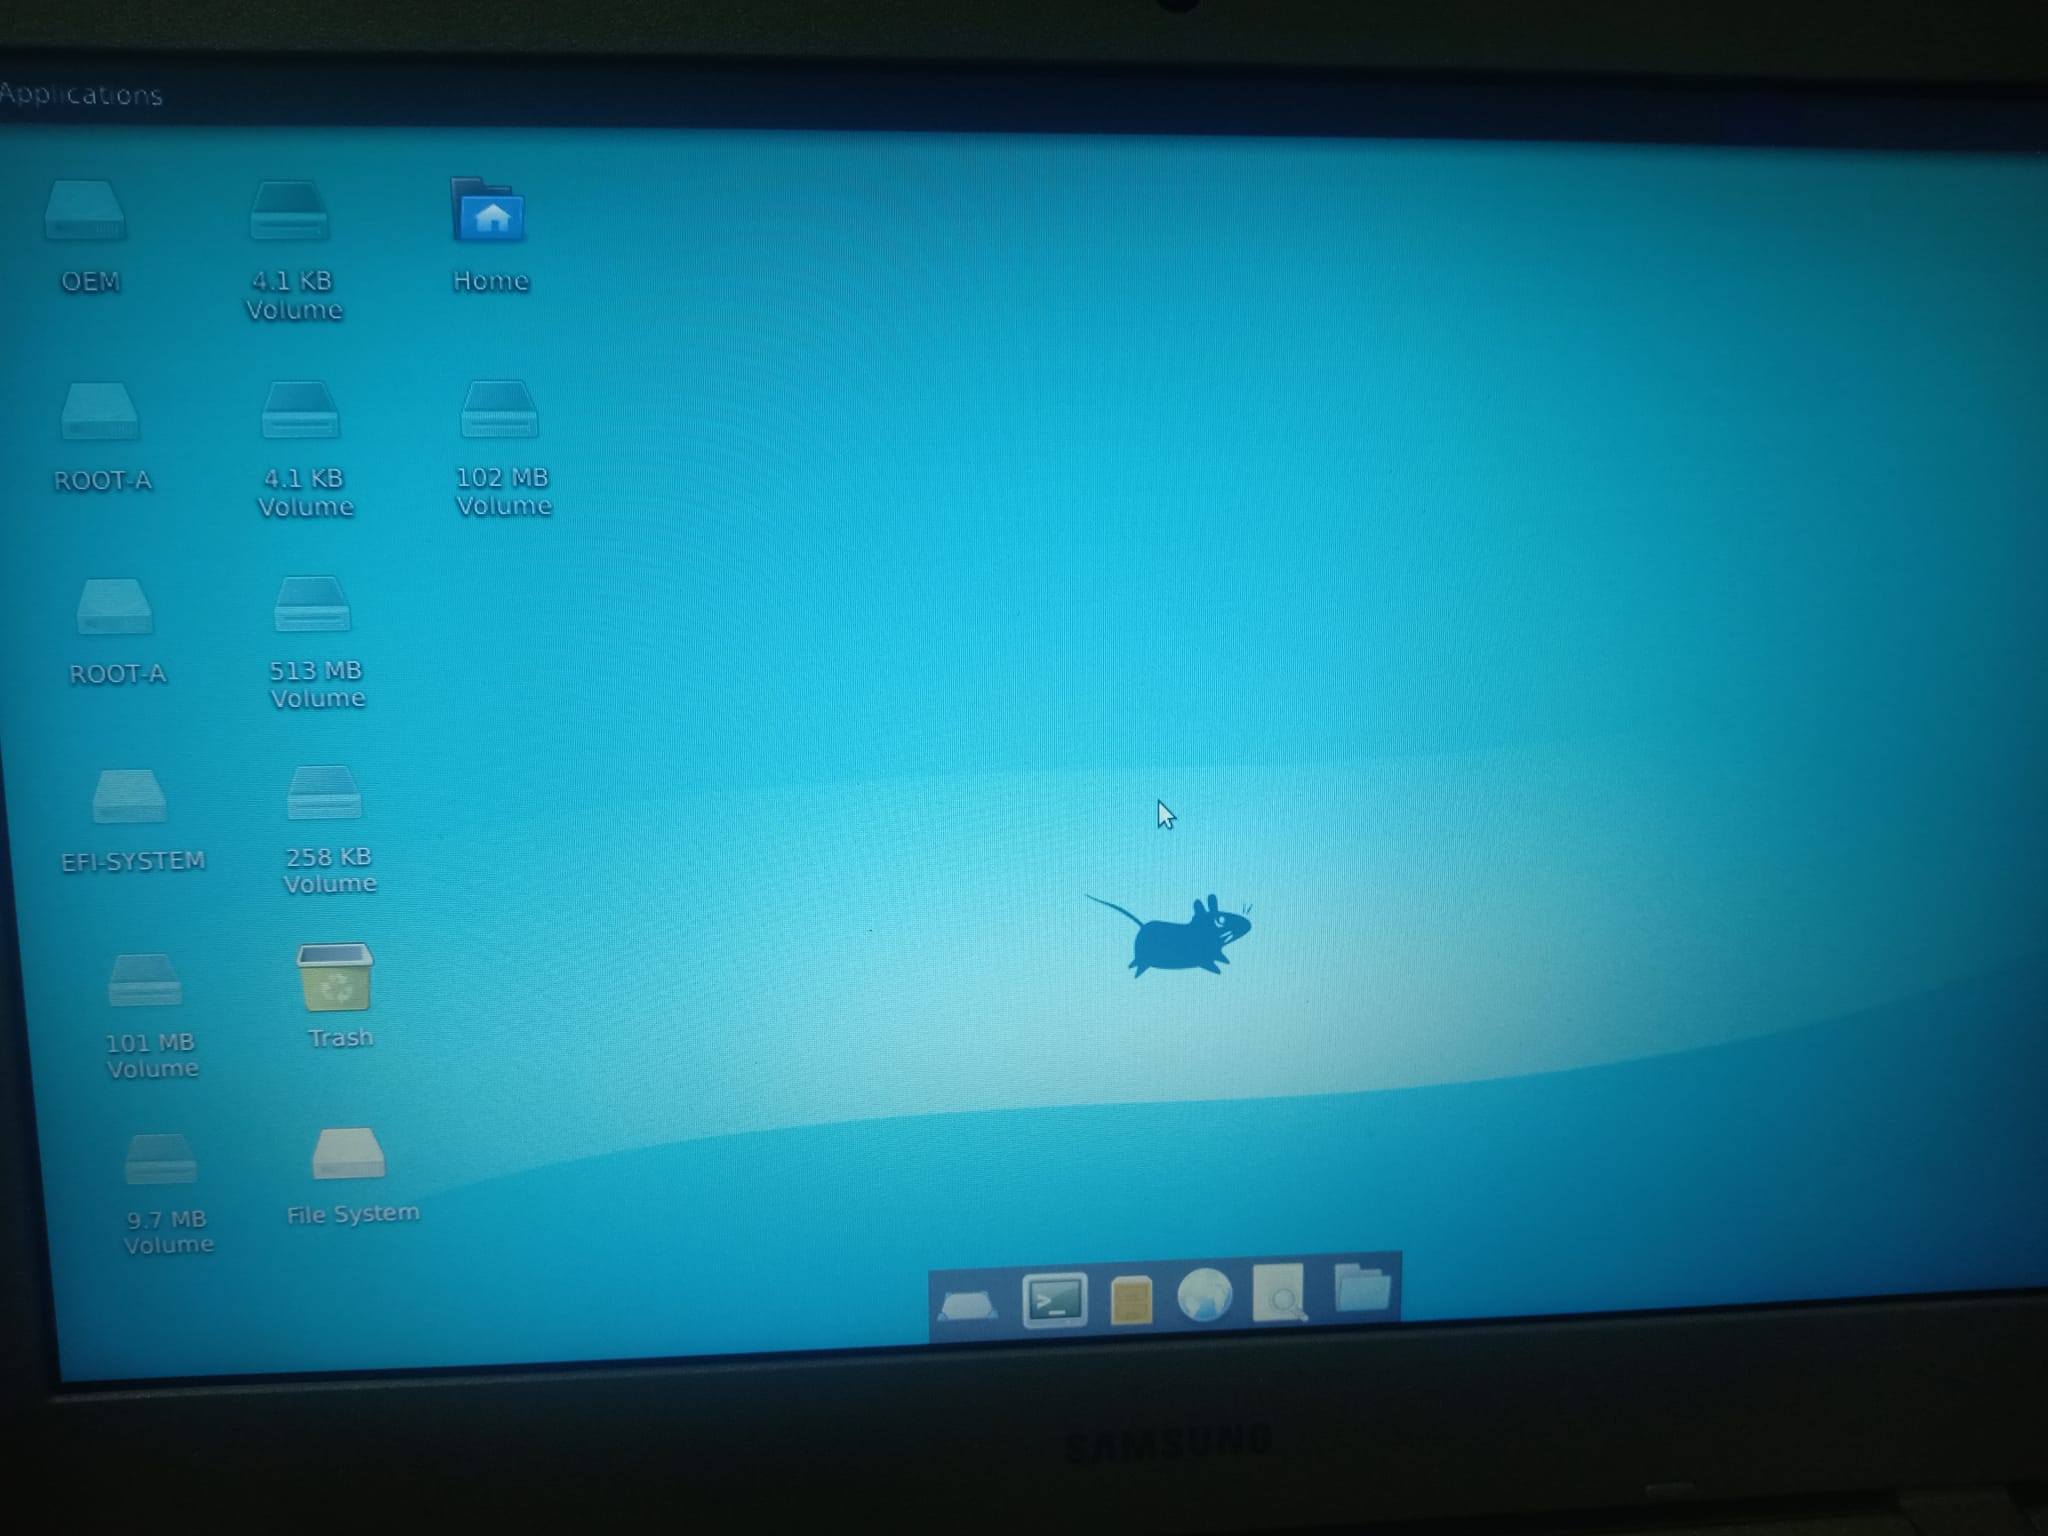 Applications
OEM
4.1 KB
Volume
Home
ROOT-A
4.1 KB
Volume
102 MB
Volume
ROOT-A
513 MB
Volume
EFI-SYSTEM
258 KB
Volume
101 MB
Volume
Trash
9.7 MB
Volume
File System
SAMSUNG